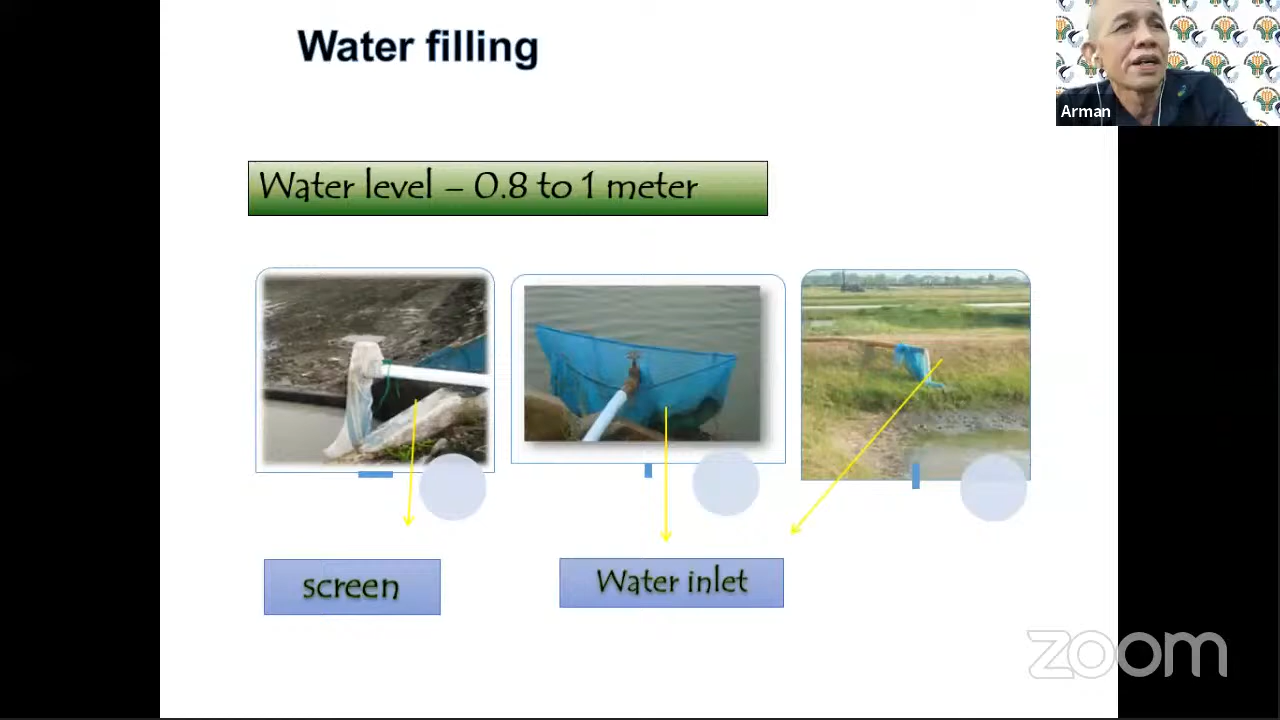 Water filling
Arman
Water level – 0.8 to 1 meter
screen
Water inlet
zoom